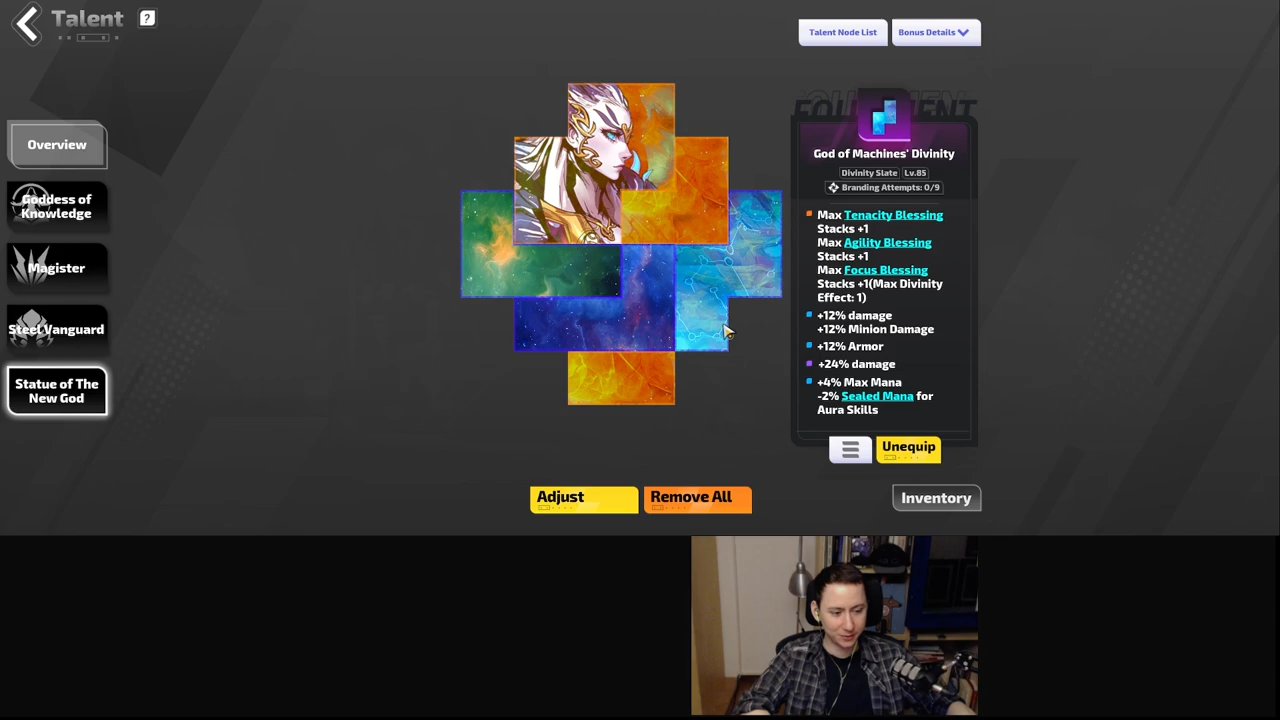 Talent
?
Talent Node List
Bonus Details
Overview
Goddess of
Knowledge
Magister
Steel Vanguard
Statue of The
New God
God of Machines' Divinity
Divinity Slate
Lv.85
Branding Attempts: 0/9
Max Tenacity Blessing
Stacks +1
Max Agility Blessing
Stacks +1
Max Focus Blessing
Stacks +1(Max Divinity
Effect: 1)
+12% damage
+12% Minion Damage
+12% Armor
+24% damage
+4% Max Mana
-2% Sealed Mana for
Aura Skills
Unequip
Adjust
Remove All
Inventory